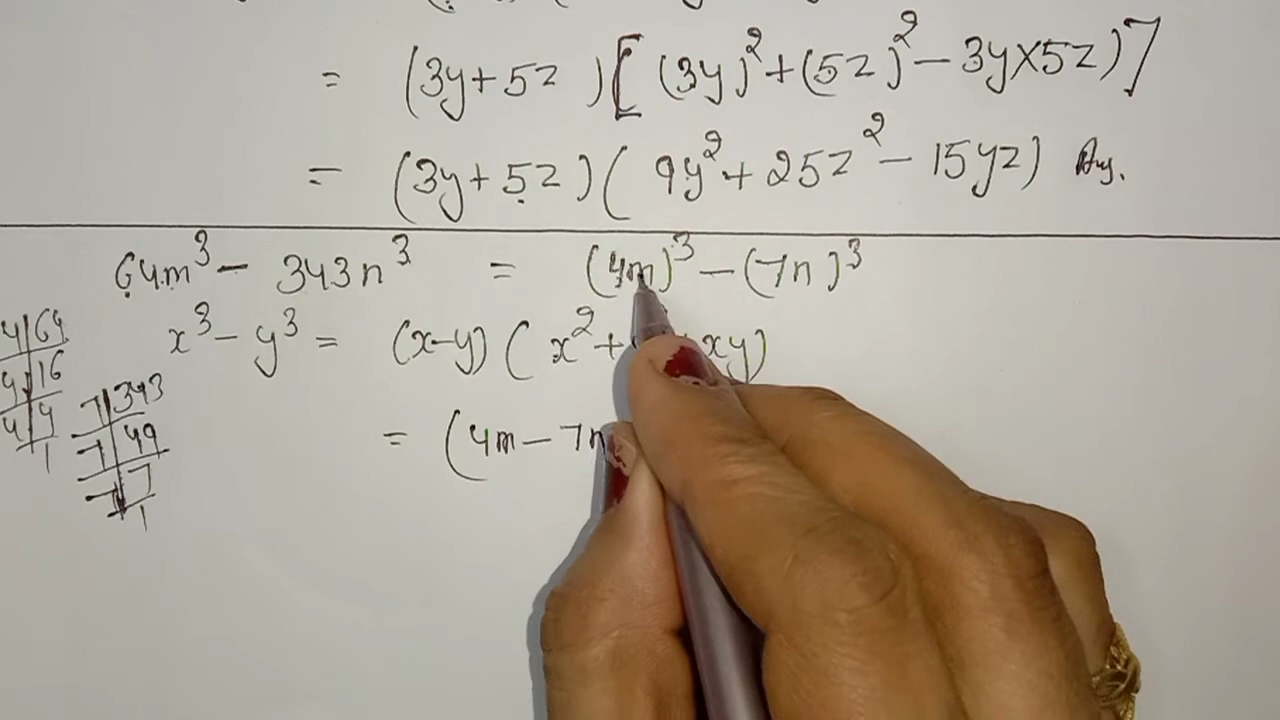 = (3y+5z)[(3y)²+(5z)²-3y×5z)]
= (3y+5z)(9y²+25z²-15yz) Ans.
64m³- 343n³ = (4m)³-(7n)³
x³-y³= (x-y)(x²+ xy)
= (4m-7n
4|64
4|16
4|4
1
7|343
7|49
7|7
1